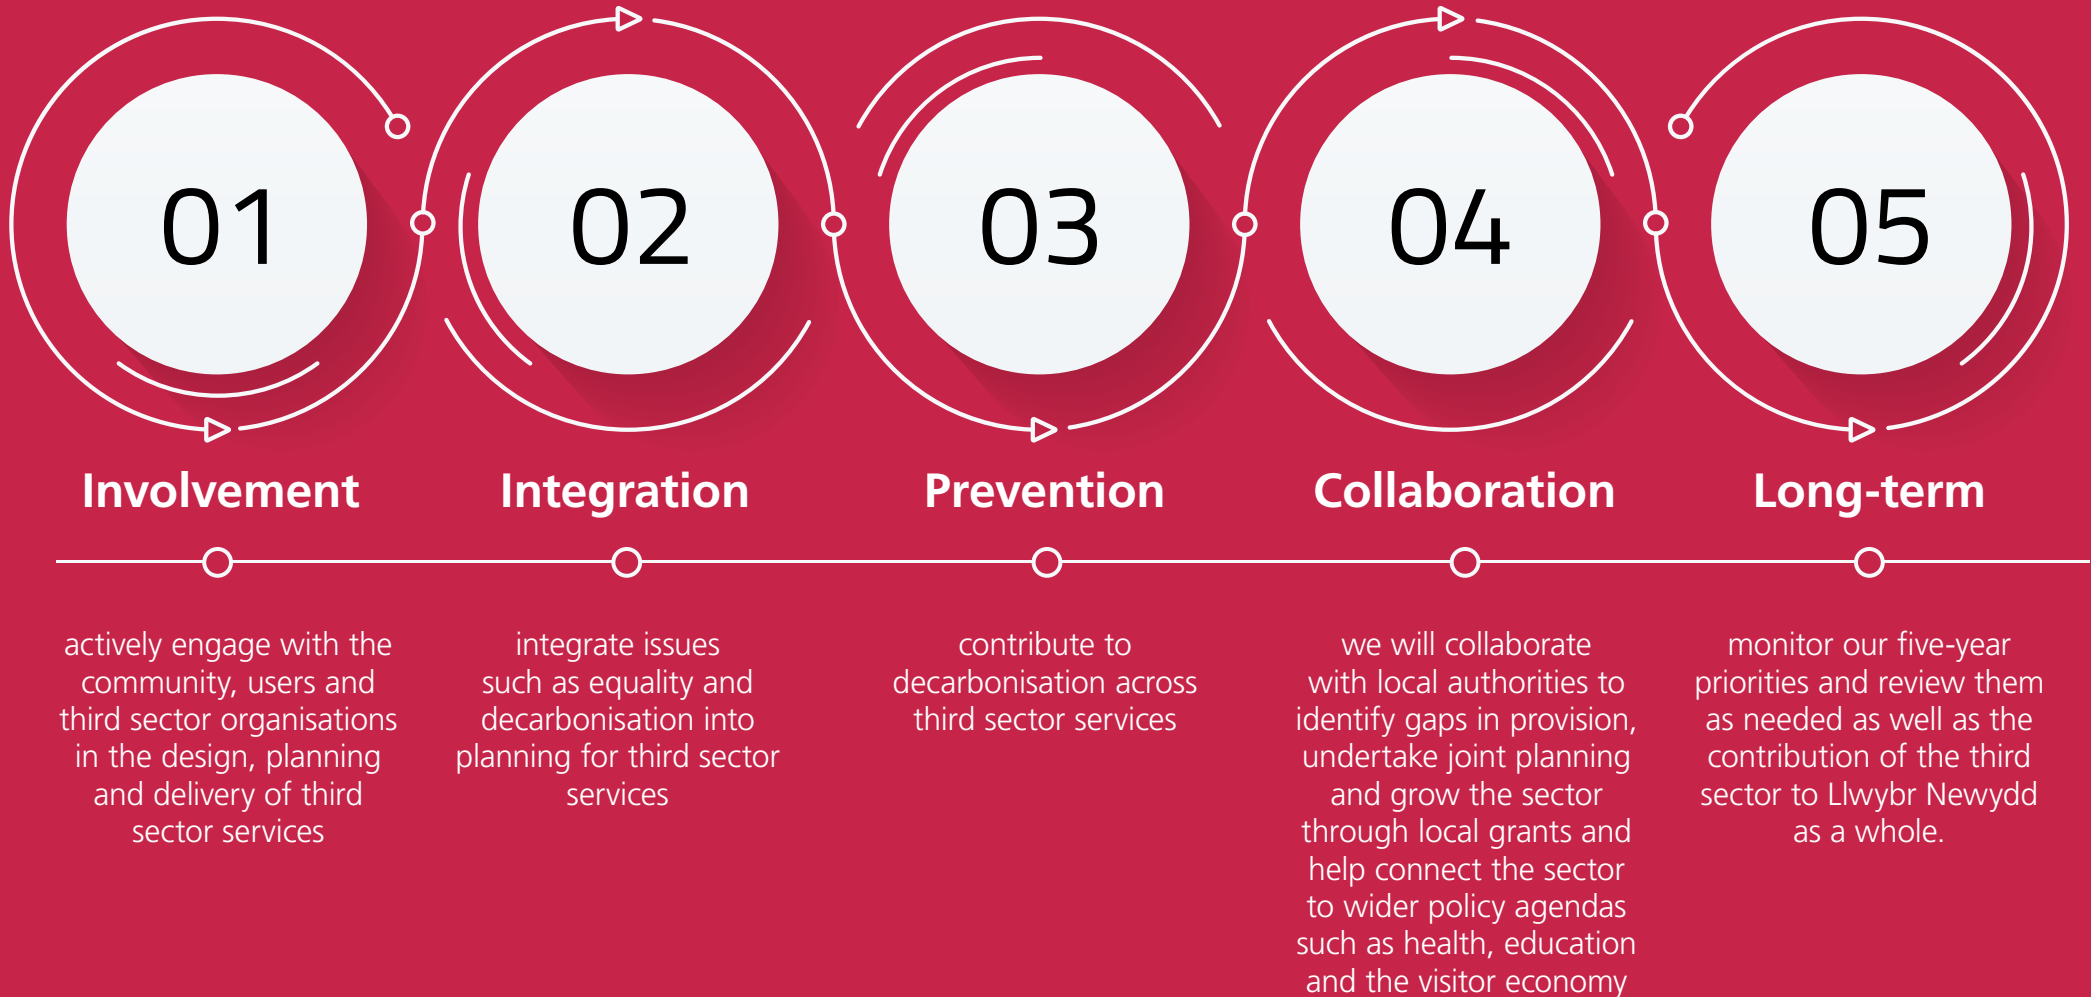 01
Involvement
actively engage with the
community, users and
third sector organisations
in the design, planning
and delivery of third
sector services
02
Integration
integrate issues
such as equality and
decarbonisation into
planning for third sector
services
03
Prevention
contribute to
decarbonisation across
third sector services
04
Collaboration
we will collaborate
with local authorities to
identify gaps in provision,
undertake joint planning
and grow the sector
through local grants and
help connect the sector
to wider policy agendas
such as health, education
and the visitor economy
05
Long-term
monitor our five-year
priorities and review them
as needed as well as the
contribution of the third
sector to Llwybr Newydd
as a whole.